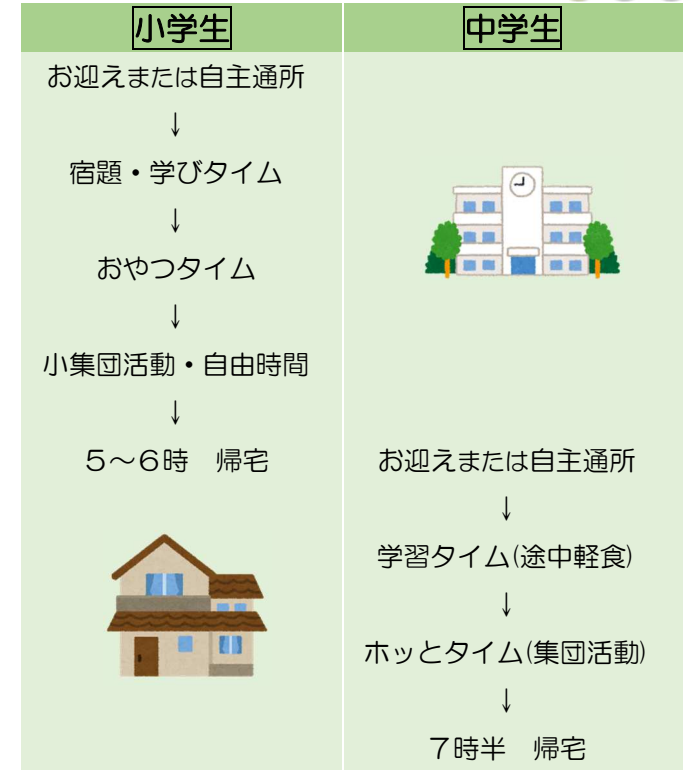 小学生
お迎えまたは自主通所
↓
宿題・学びタイム
↓
おやつタイム
↓
小集団活動・自由時間
↓
５～６時　帰宅
中学生
お迎えまたは自主通所
↓
学習タイム(途中軽食)
↓
ホッとタイム(集団活動)
↓
７時半　帰宅